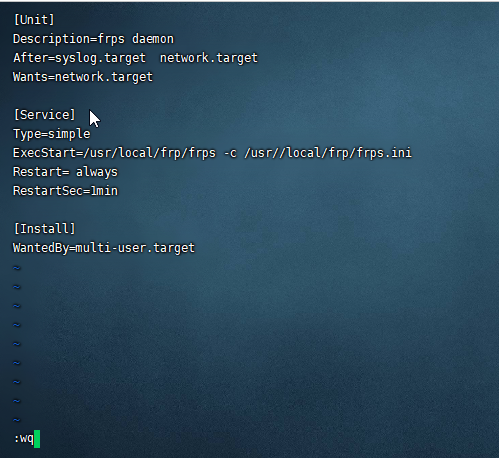 [Unit]
Description=frps daemon
After=syslog.target  network.target
Wants=network.target
[Service]
Type=simple
ExecStart=/usr/local/frp/frps -c /usr//local/frp/frps.ini
Restart= always
RestartSec=1min
[Install]
WantedBy=multi-user.target
~
~
~
~
~
~
~
~
~
:wq